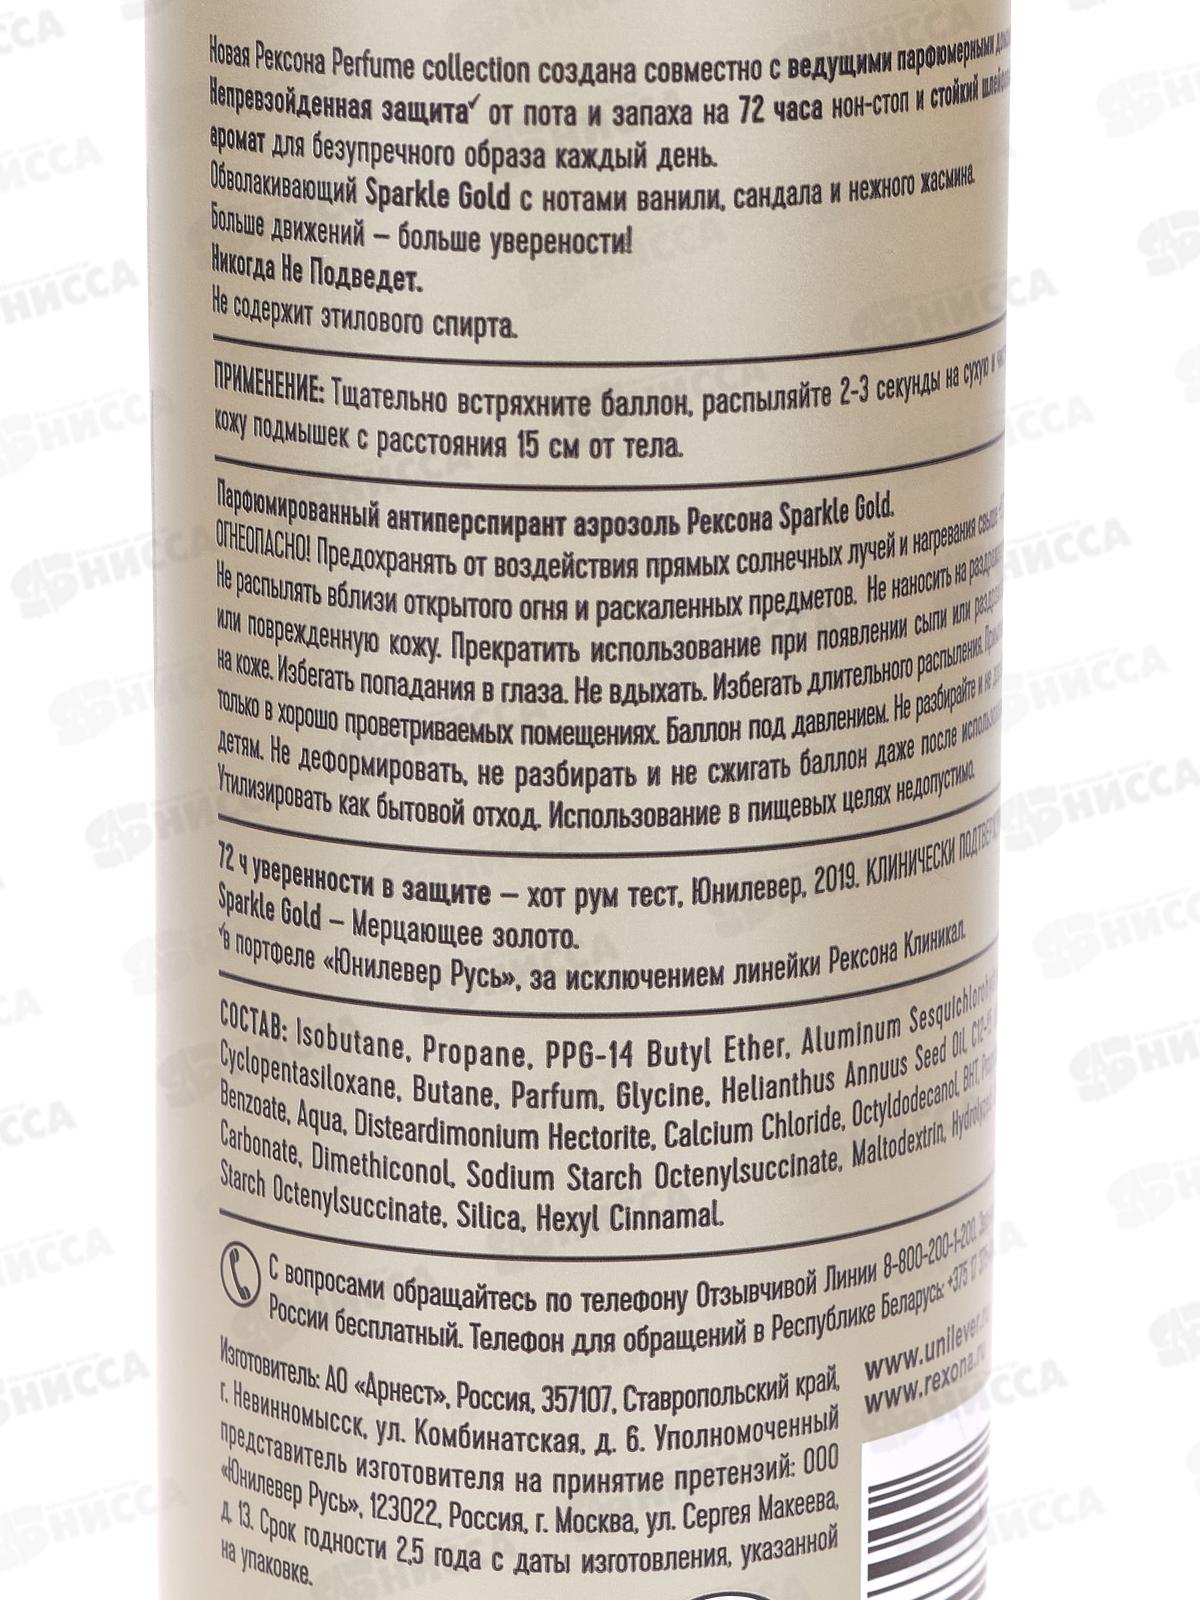 Новая Рексона Perfume collection создана совместно с ведущими парфюмерными
Непревзойденная защита✓ от пота и запаха на 72 часа нон-стоп и стойкий
аромат для безупречного образа каждый день.
Обволакивающий Sparkle Gold с нотами ванили, сандала и нежного жасмина.
Больше движений – больше уверености!
Никогда Не Подведет.
Не содержит этилового спирта.
ПРИМЕНЕНИЕ: Тщательно встряхните баллон, распыляйте 2-3 секунды на сухую и
кожу подмышек с расстояния 15 см от тела.
Парфюмированный антиперспирант аэрозоль Рексона Sparkle Gold.
ОГНЕОПАСНО! Предохранять от воздействия прямых солнечных лучей и нагревания свыше
Не распылять вблизи открытого огня и раскаленных предметов. Не наносить на
или поврежденную кожу. Прекратить использование при появлении сыпи или
на коже. Избегать попадания в глаза. Не вдыхать. Избегать длительного распыления.
только в хорошо проветриваемых помещениях. Баллон под давлением. Не разбирайте и не
детям. Не деформировать, не разбирать и не сжигать баллон даже после
Утилизировать как бытовой отход. Использование в пищевых целях недопустимо.
72 ч уверенности в защите – хот рум тест, Юнилевер, 2019. КЛИНИЧЕСКИ
Sparkle Gold – Мерцающее золото.
✓в портфеле «Юнилевер Русь», за исключением линейки Рексона Клиникал.
СОСТАВ: Isobutane, Propane, PPG-14 Butyl Ether, Aluminum
Cyclopentasiloxane, Butane, Parfum, Glycine, Helianthus Annuus Seed Oil,
Benzoate, Aqua, Disteardimonium Hectorite, Calcium Chloride, Octyldodecanol, BHT,
Carbonate, Dimethiconol, Sodium Starch Octenylsuccinate, Maltodextrin,
Starch Octenylsuccinate, Silica, Hexyl Cinnamal.
С вопросами обращайтесь по телефону Отзывчивой Линии 8-800-200-1-200.
России бесплатный. Телефон для обращений в Республике Беларусь:
www.unilever.ru
www.rexona.ru
Изготовитель: АО «Арнест», Россия, 357107, Ставропольский край,
г. Невинномысск, ул. Комбинатская, д. 6. Уполномоченный
представитель изготовителя на принятие претензий: ООО
«Юнилевер Русь», 123022, Россия, г. Москва, ул. Сергея Макеева,
д. 13. Срок годности 2,5 года с даты изготовления, указанной
на упаковке.